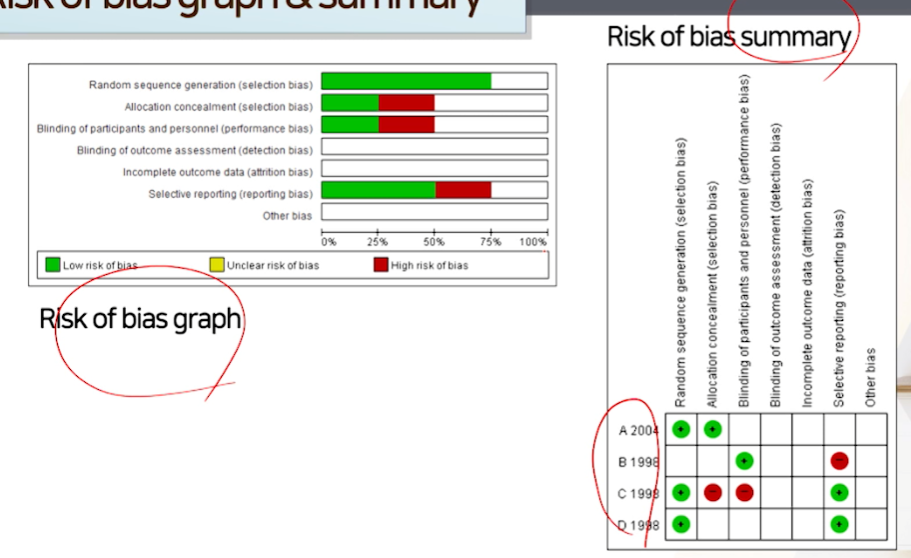 Risk of bias graph & summary
Risk of bias summary
Random sequence generation (selection bias)
Allocation concealment (selection bias)
Blinding of participants and personnel (performance bias)
Blinding of outcome assessment (detection bias)
Incomplete outcome data (attrition bias)
Selective reporting (reporting bias)
Other bias
0% 25% 50% 75% 100%
Low risk of bias Unclear risk of bias High risk of bias
Risk of bias graph
Random sequence generation (selection bias)
Allocation concealment (selection bias)
Blinding of participants and personnel (performance bias)
Blinding of outcome assessment (detection bias)
Incomplete outcome data (attrition bias)
Selective reporting (reporting bias)
Other bias
A 2004 + +
B 1998 + -
C 1998 + - - +
D 1998 + +